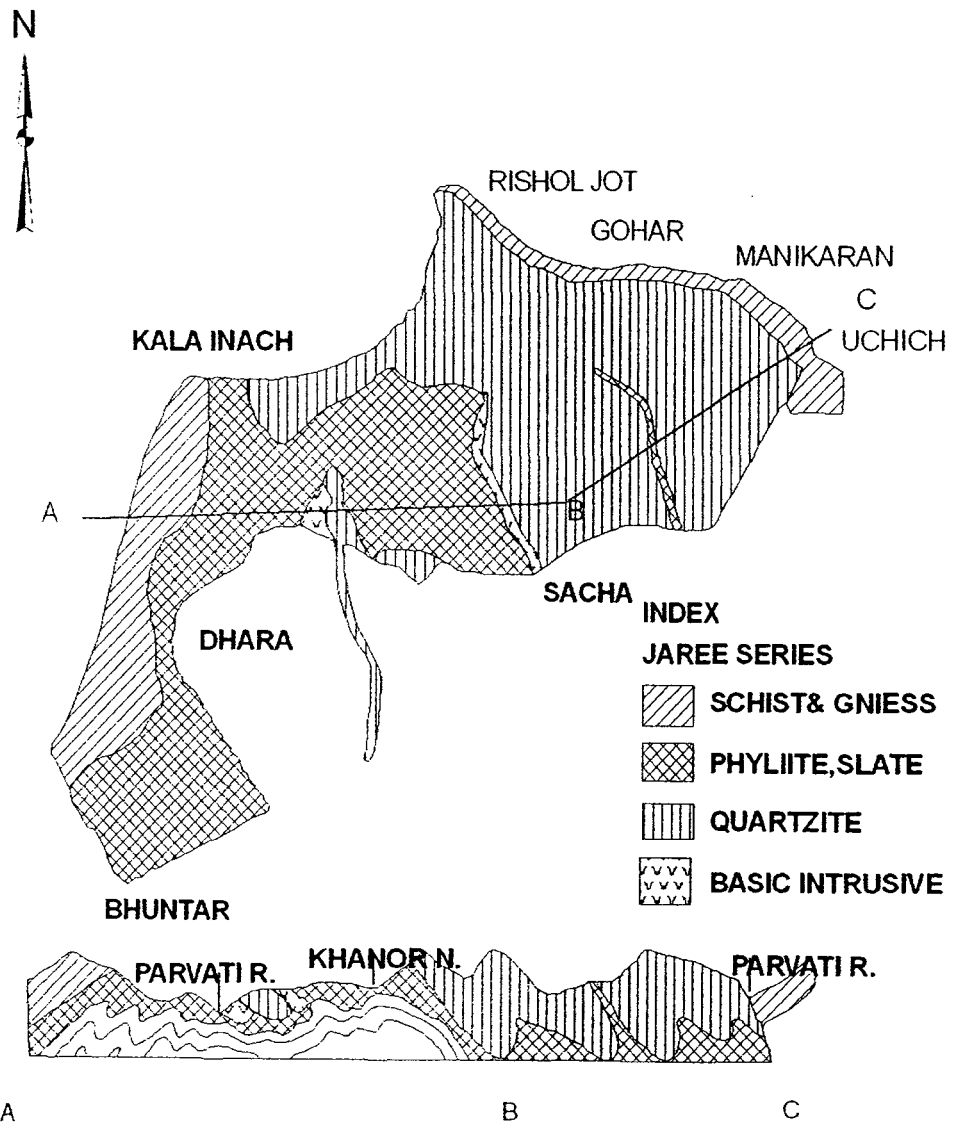 N
RISHOL JOT
GOHAR
MANIKARAN
C
UCHICH
KALA INACH
A
B
SACHA
DHARA
INDEX
JAREE SERIES
SCHIST& GNIESS
PHYLIITE,SLATE
QUARTZITE
BASIC INTRUSIVE
BHUNTAR
PARVATI R.
KHANOR N.
PARVATI R.
A
B
C